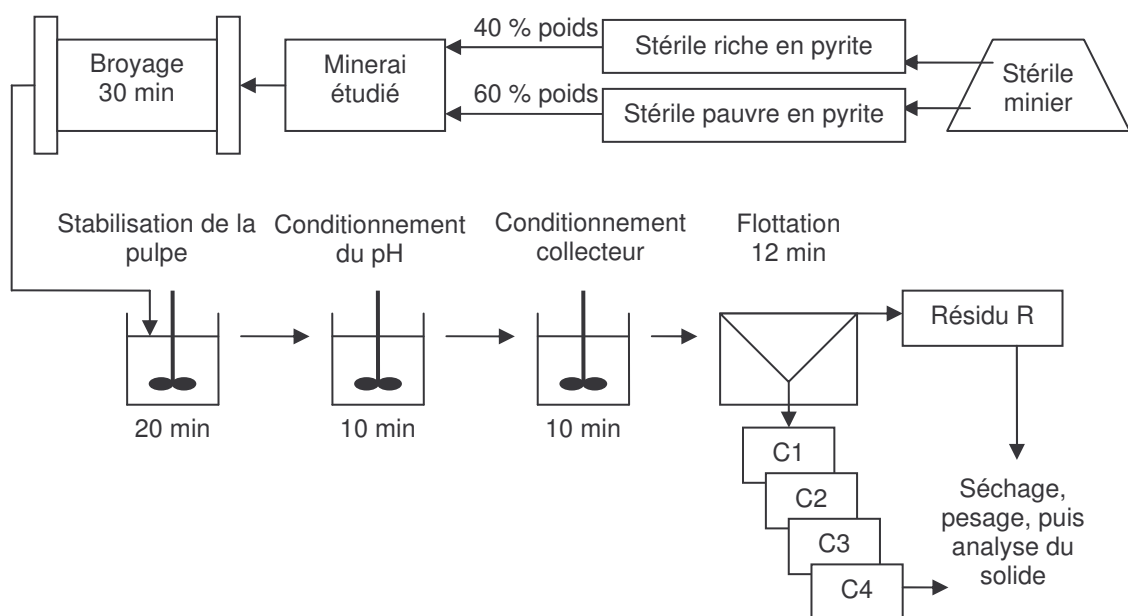 40 % poids
Stérile riche en pyrite
Broyage
30 min
Minerai
étudié
Stérile
minier
60 % poids
Stérile pauvre en pyrite
Stabilisation de la
pulpe
Conditionnement
du pH
Conditionnement
collecteur
Flottation
12 min
Résidu R
20 min
10 min
10 min
C1
C2
C3
C4
Séchage,
pesage, puis
analyse du
solide